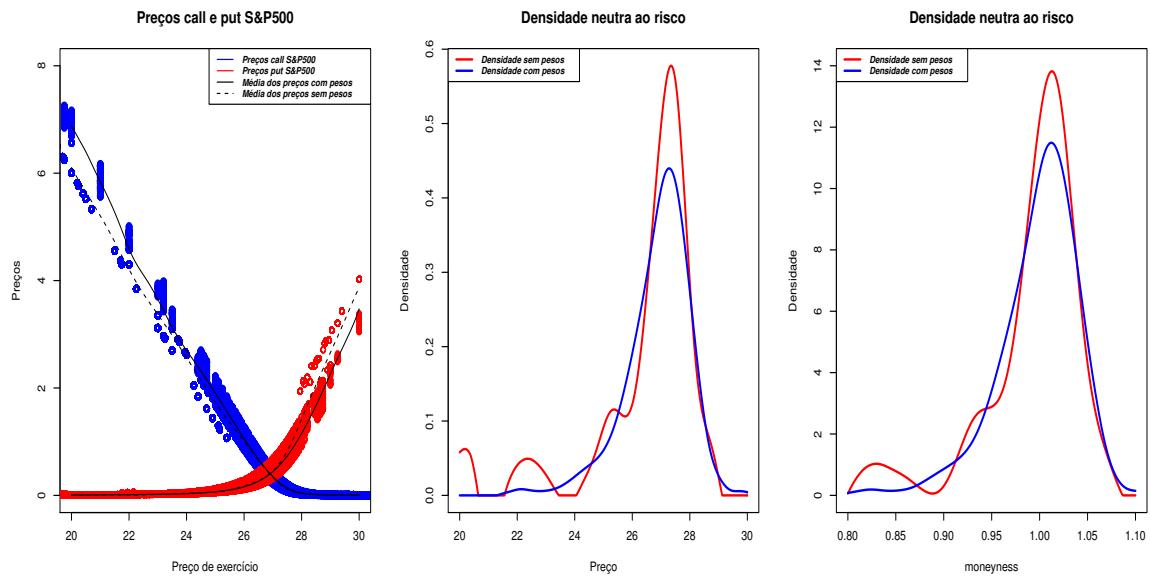 Preços call e put S&P500
Preços call S&P500
Preços put S&P500
Média dos preços com pesos
Média dos preços sem pesos
Preços
8
6
4
2
0
20 22 24 26 28 30
Preço de exercício
Densidade neutra ao risco
Densidade sem pesos
Densidade com pesos
Densidade
0.6
0.5
0.4
0.3
0.2
0.1
0.0
20 22 24 26 28 30
Preço
Densidade neutra ao risco
Densidade sem pesos
Densidade com pesos
Densidade
14
12
10
8
6
4
2
0
0.80 0.85 0.90 0.95 1.00 1.05 1.10
moneyness